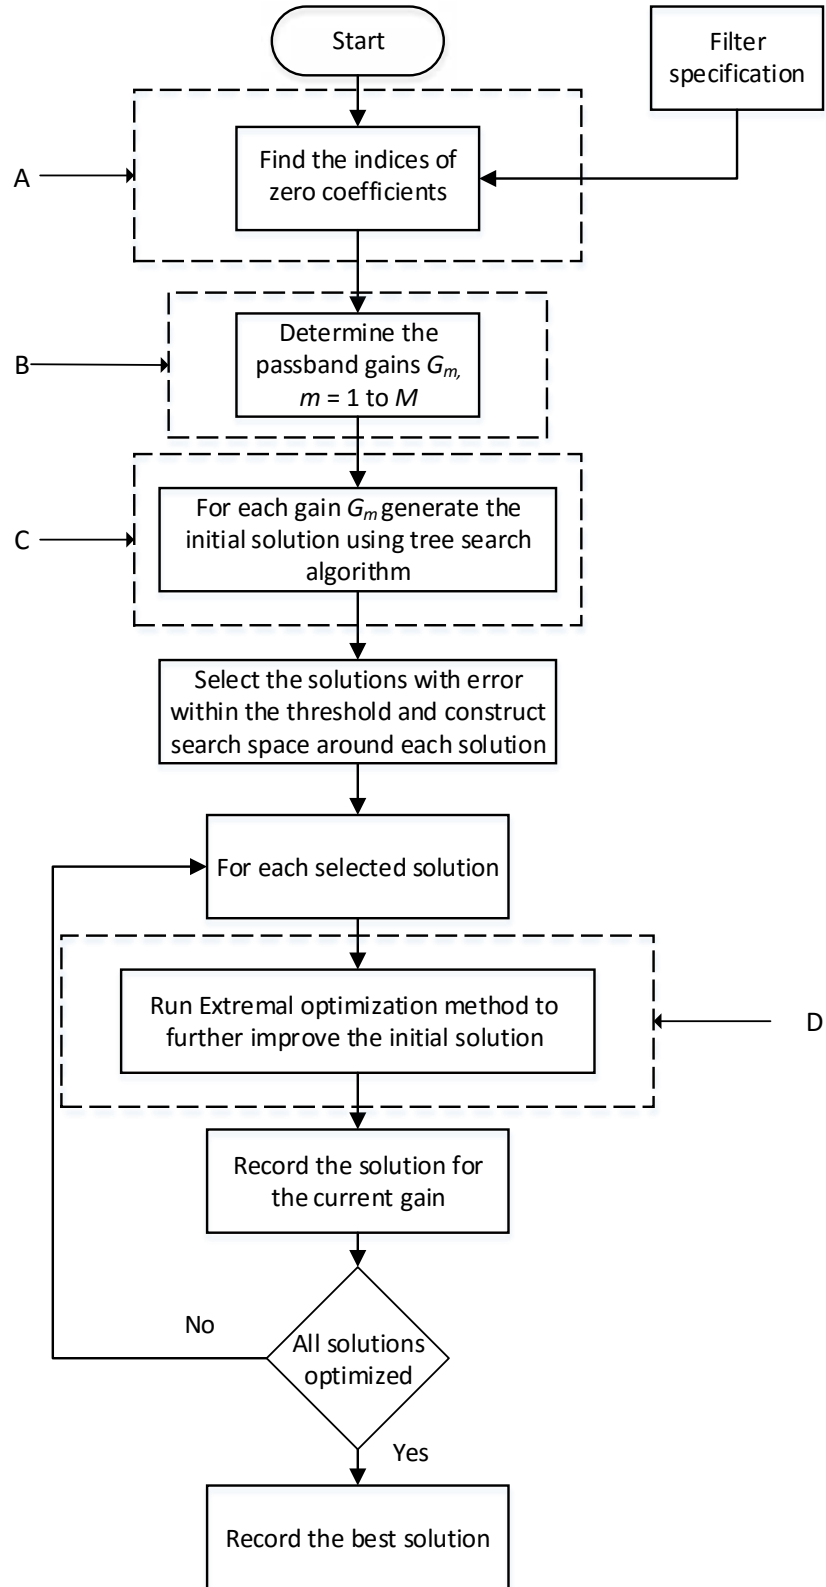 Start
Filter
specification
A
Find the indices of
zero coefficients
B
Determine the
passband gains Gm,
m = 1 to M
C
For each gain Gm generate the
initial solution using tree search
algorithm
Select the solutions with error
within the threshold and construct
search space around each solution
For each selected solution
Run Extremal optimization method to
further improve the initial solution
D
Record the solution for
the current gain
No
All solutions
optimized
Yes
Record the best solution